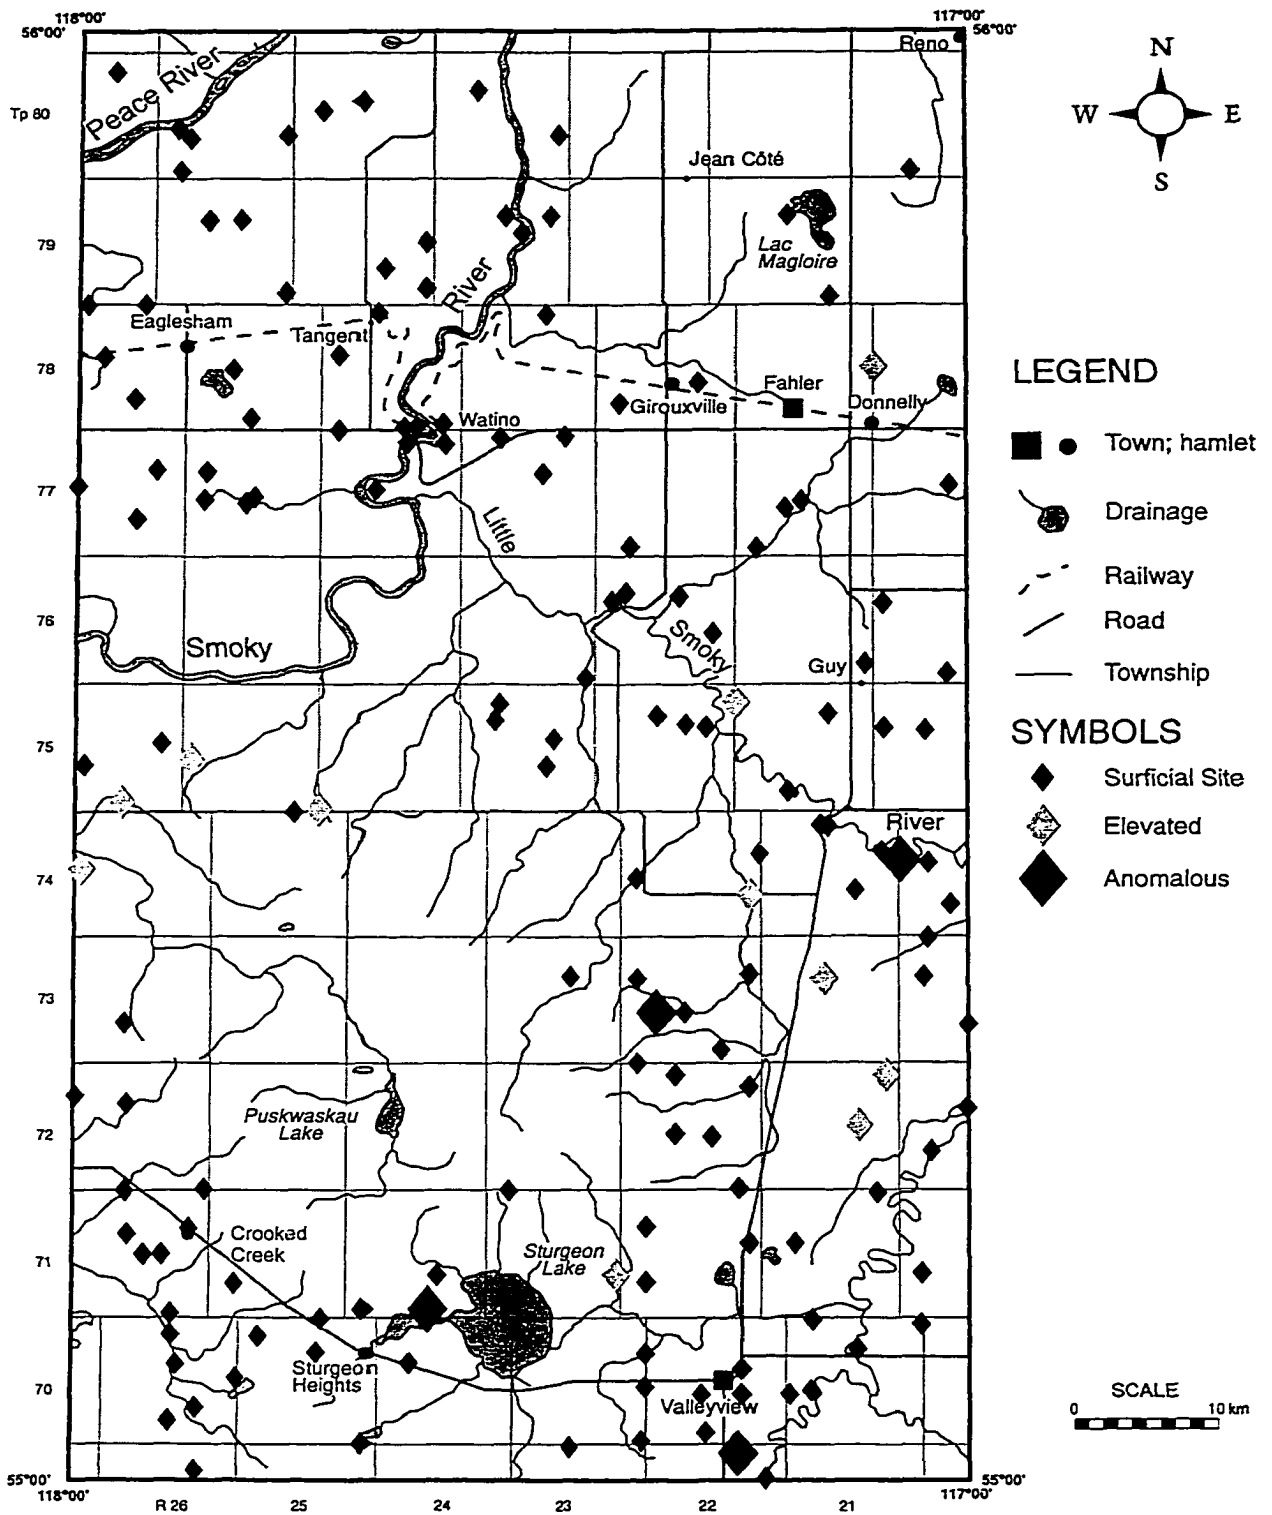 118°00'
117°00'
56°00'
56°00'
Reno
N
W E
S
Peace River
Tp 80
Jean Côté
79
Lac
Magloire
River
Eaglesham
Tangent
78
Fahler
Girouxville
Donnelly
Watino
77
Little
76
Smoky
Smoky
Guy
75
River
74
73
Puskwaskau
Lake
72
Crooked
Creek
71
Sturgeon
Lake
Sturgeon
Heights
70
Valleyview
55°00'
55°00'
118°00'
117°00'
R 26
25
24
23
22
21
LEGEND
Town; hamlet
Drainage
Railway
Road
Township
SYMBOLS
Surficial Site
Elevated
Anomalous
SCALE
0 10 km